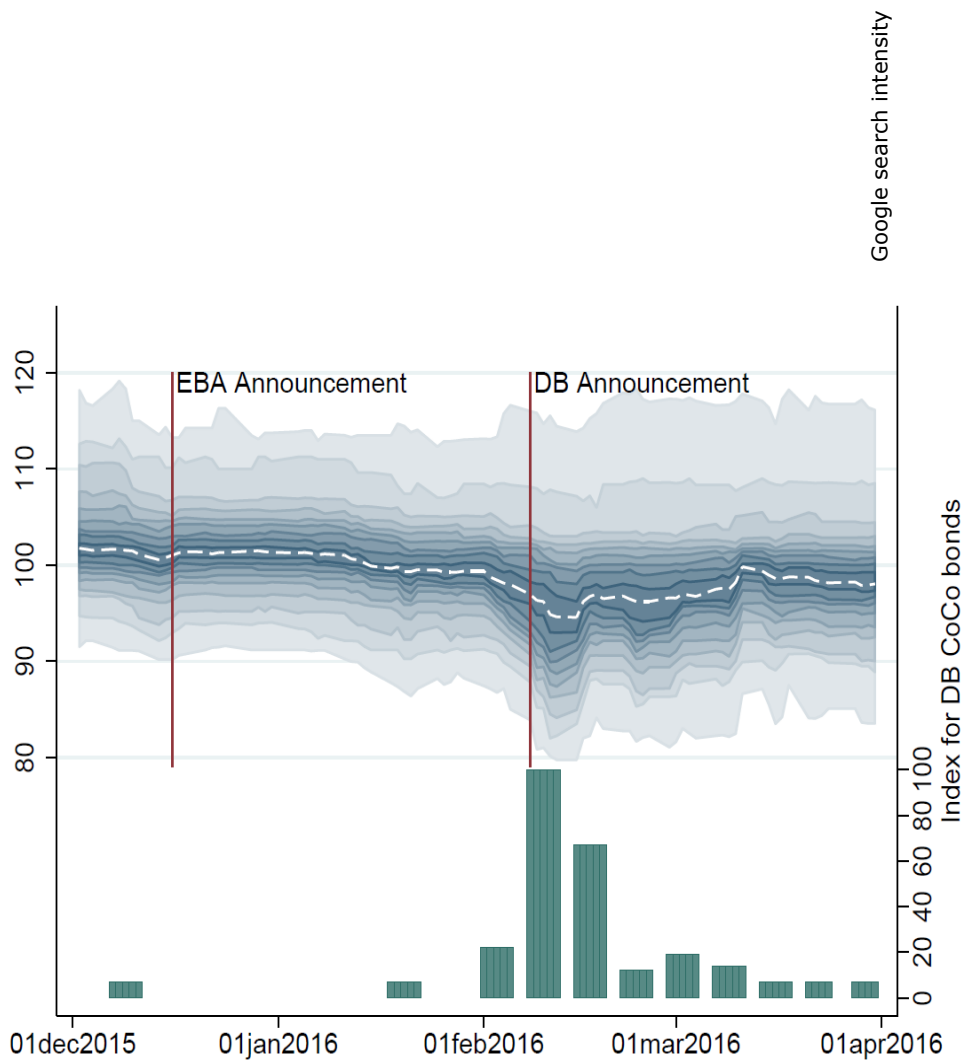 Google search intensity
120
110
100
90
80
EBA Announcement
DB Announcement
100
80
60
40
20
0
Index for DB CoCo bonds
01dec2015
01jan2016
01feb2016
01mar2016
01apr2016